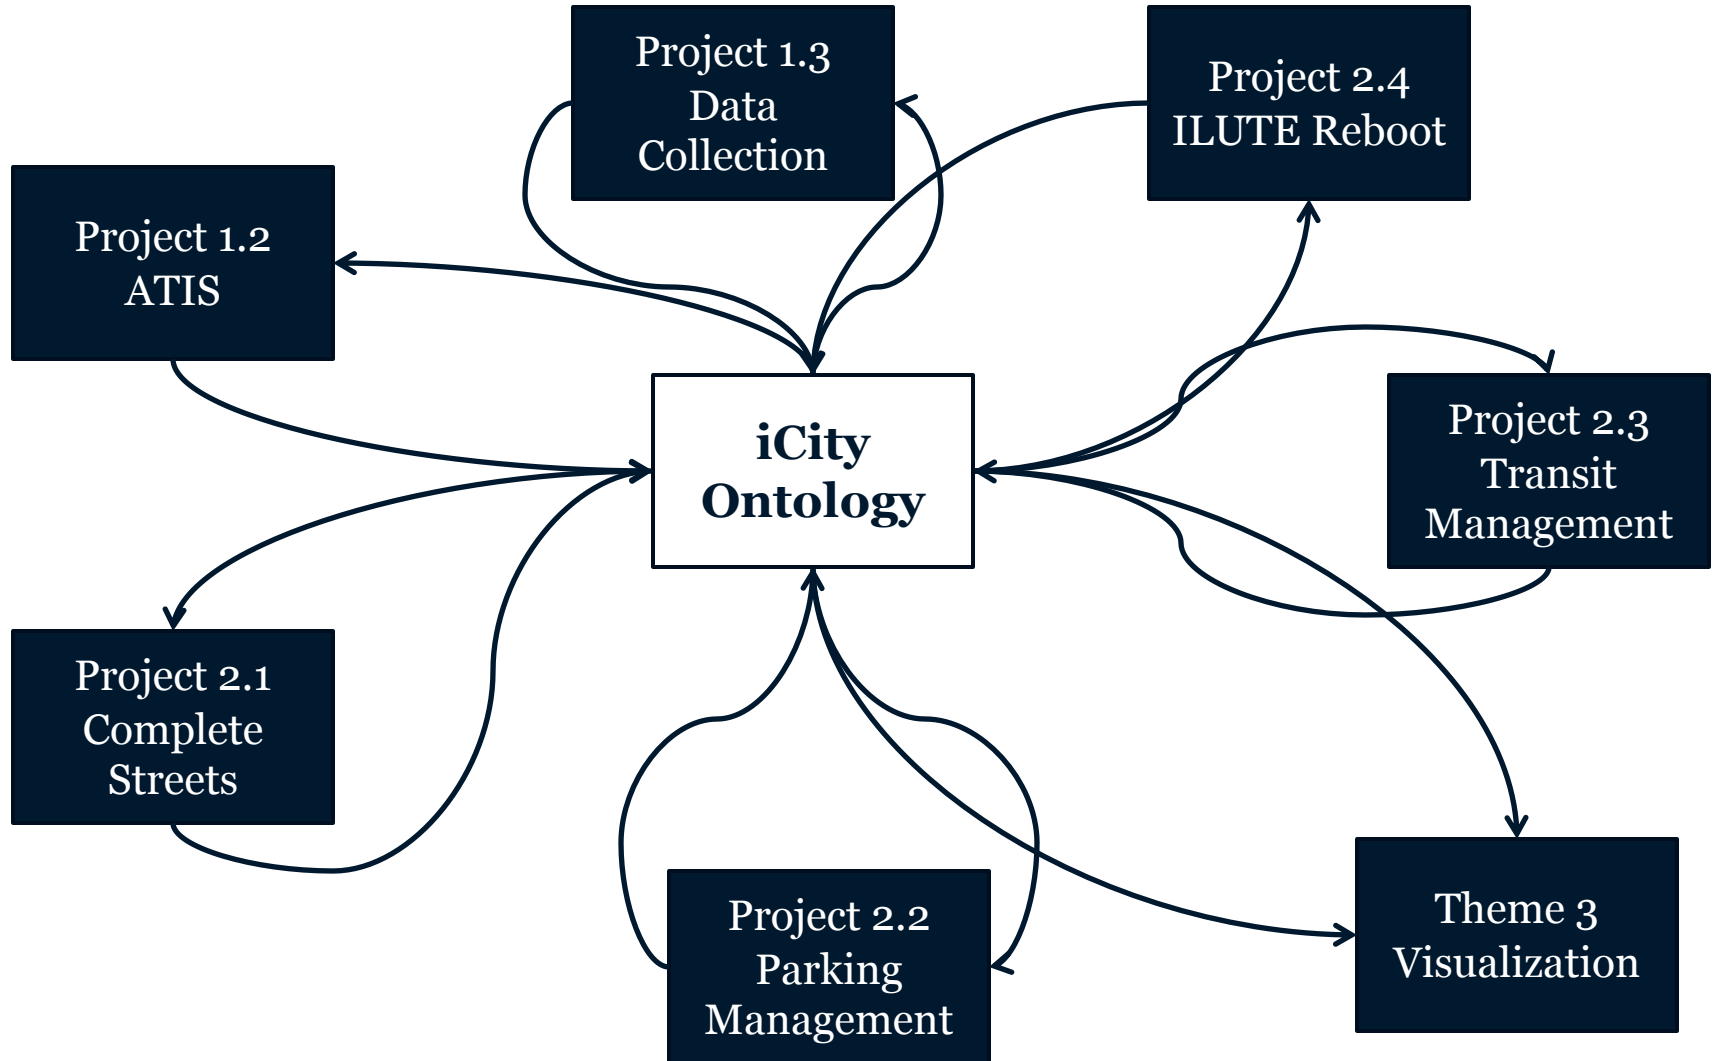 Project 1.3
Data
Collection
Project 2.4
ILUTE Reboot
Project 1.2
ATIS
iCity
Ontology
Project 2.3
Transit
Management
Project 2.1
Complete
Streets
Project 2.2
Parking
Management
Theme 3
Visualization